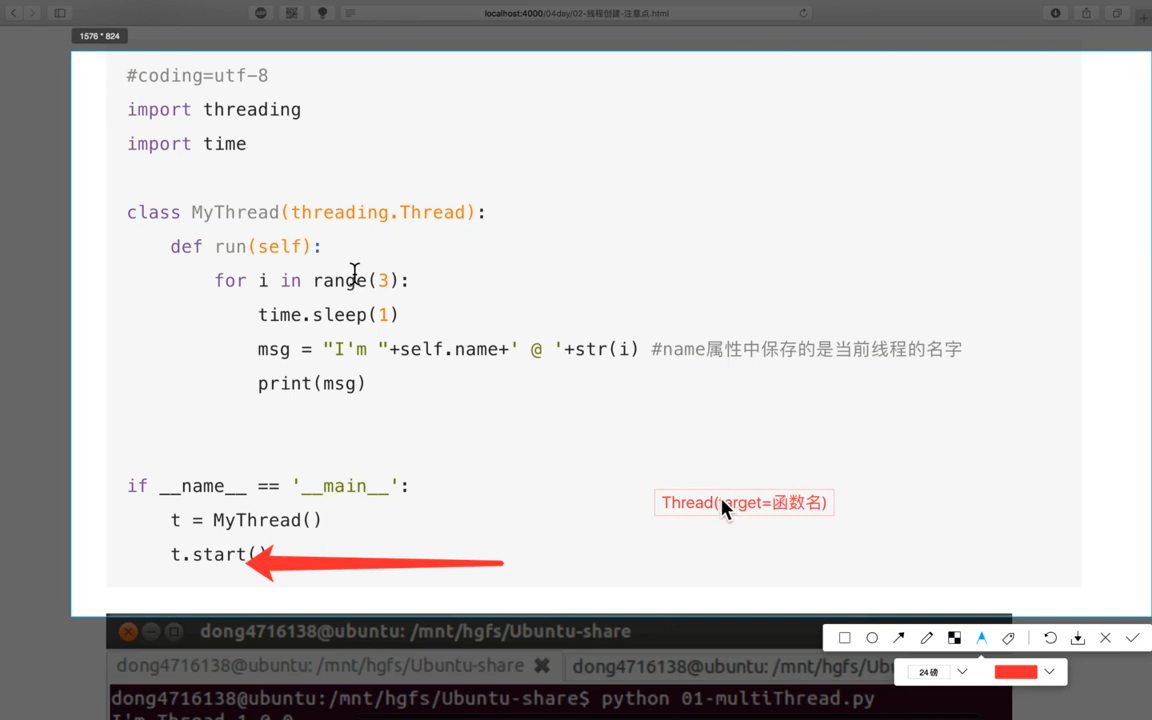 localhost:4000/04day/02-线程创建-注意点.html
1576 * 824
#coding=utf-8
import threading
import time
class MyThread(threading.Thread):
def run(self):
for i in range(3):
time.sleep(1)
msg = "I'm "+self.name+' @ '+str(i) #name属性中保存的是当前线程的名字
print(msg)
if __name__ == '__main__':
t = MyThread()
Thread(target=函数名)
t.start()
dong4716138@ubuntu: /mnt/hgfs/Ubuntu-share
dong4716138@ubuntu: /mnt/hgfs/Ubuntu-share
dong4716138@ubuntu: /mnt/hgfs/Ubu
24磅
dong4716138@ubuntu:/mnt/hgfs/Ubuntu-share$ python 01-multiThread.py